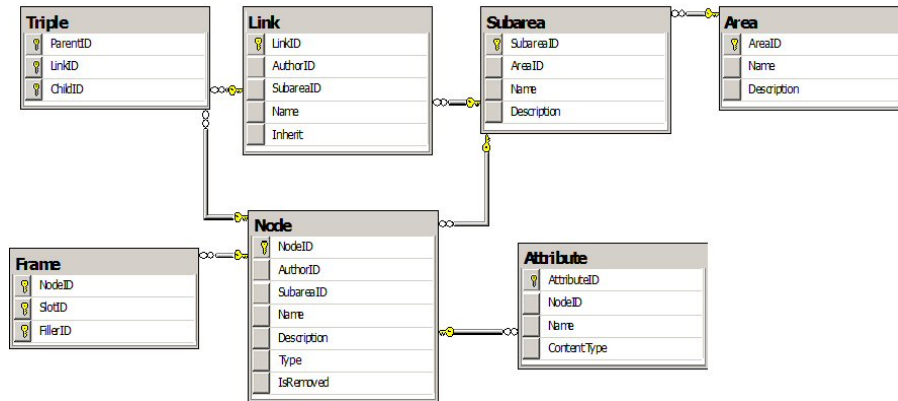 Triple
ParentID
LinkID
ChildID
Link
LinkID
AuthorID
SubareaID
Name
Inherit
Subarea
SubareaID
AreaID
Name
Description
Area
AreaID
Name
Description
Frame
NodeID
SlotID
FillerID
Node
NodeID
AuthorID
SubareaID
Name
Description
Type
IsRemoved
Attribute
AttributeID
NodeID
Name
ContentType